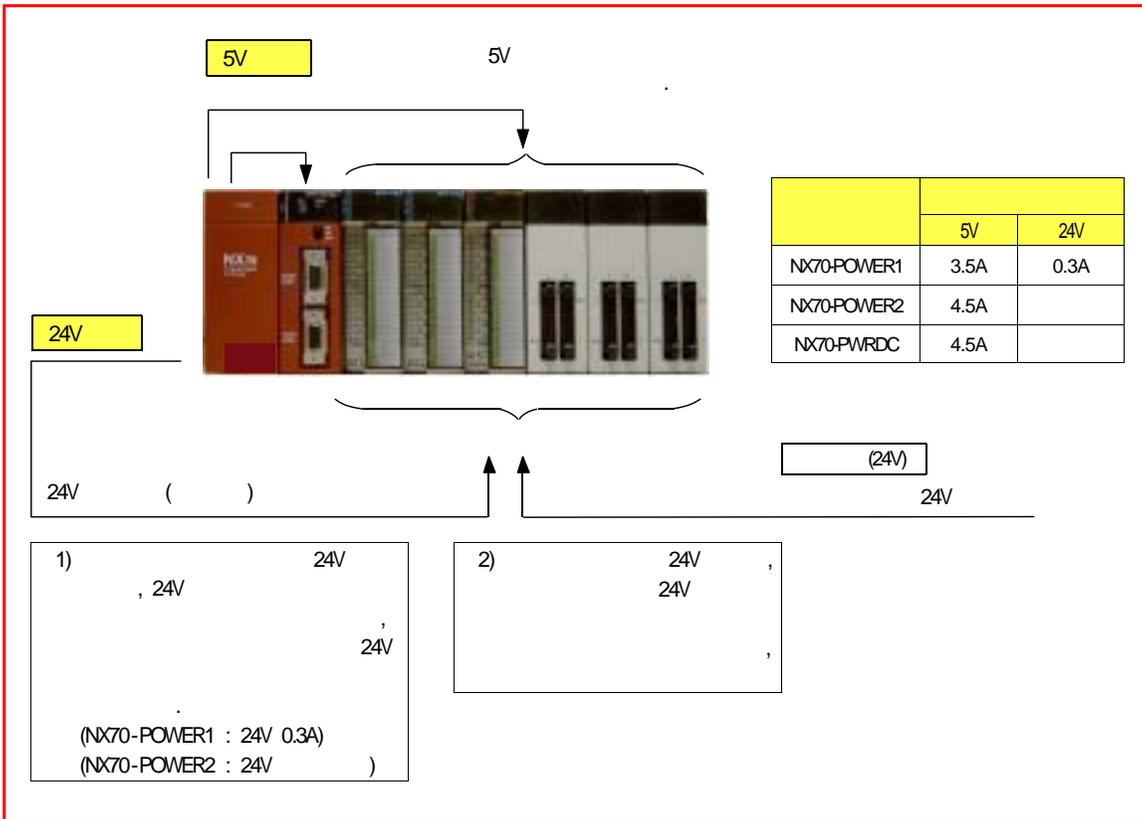 5V 5V
.
NX70
5V 24V
NX70-POWER1 3.5A 0.3A
NX70-POWER2 4.5A
NX70-PWRDC 4.5A
24V
24V ( )
(24V)
24V
1) 24V
, 24V
,
24V
.
(NX70-POWER1 : 24V 0.3A)
(NX70-POWER2 : 24V )
2) 24V ,
24V
,